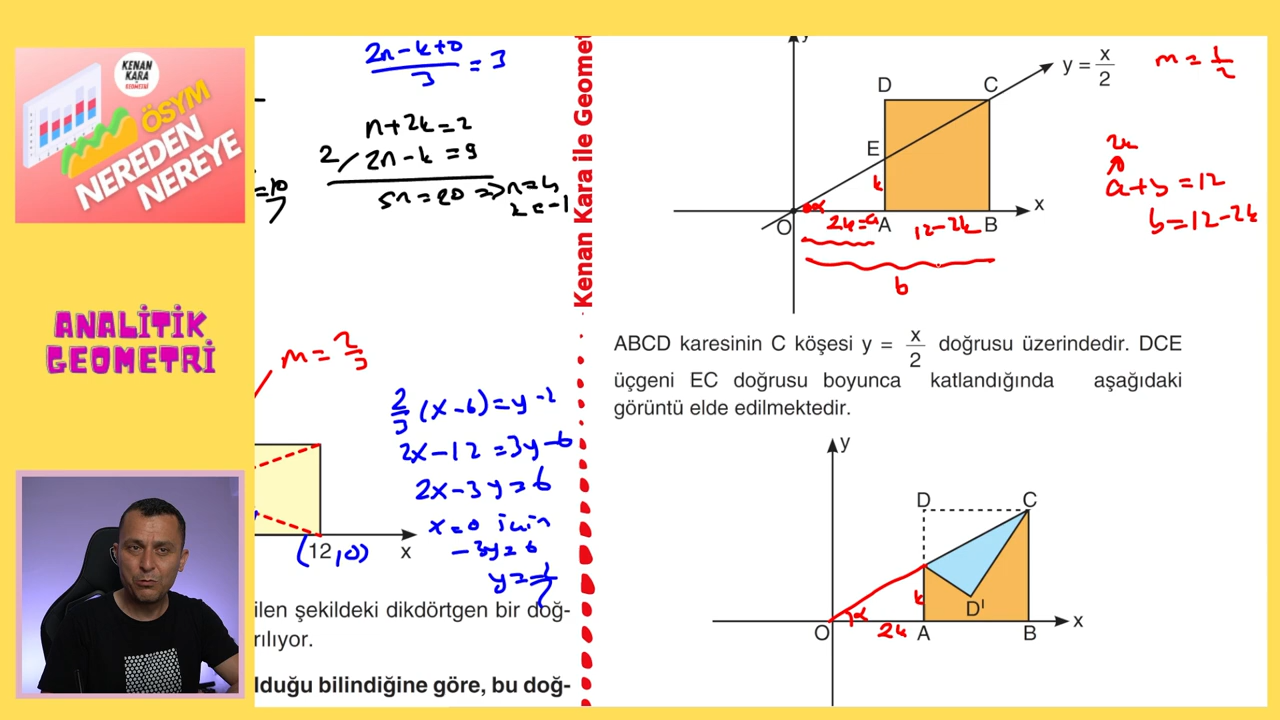 KENAN
KARA
ÖSYM
NEREDEN
NEREYE
ANALİTİK
GEOMETRİ
2n-k+0
3
= 3
n+2k=2
2/ 2n-k=9
5n=20 ⇒ n=4
k=-1
m = 2/3
2/3 (x-6)=y-2
2x-12=3y-6
2x-3y=6
x=0 için
-3y=6
(12,0)
x
ilen şekildeki dikdörtgen bir doğ-
rılıyor.
lduğu bilindiğine göre, bu doğ-
Kenan Kara ile Geomet
y
y = x/2
m = 1/2
D
C
E
k
α
x
O
2k=a
A
12-2k
B
b
2k
a+b=12
b=12-2k
ABCD karesinin C köşesi y = x/2 doğrusu üzerindedir. DCE
üçgeni EC doğrusu boyunca katlandığında aşağıdaki
görüntü elde edilmektedir.
y
D
C
k
D'
α
x
O
2k
A
B